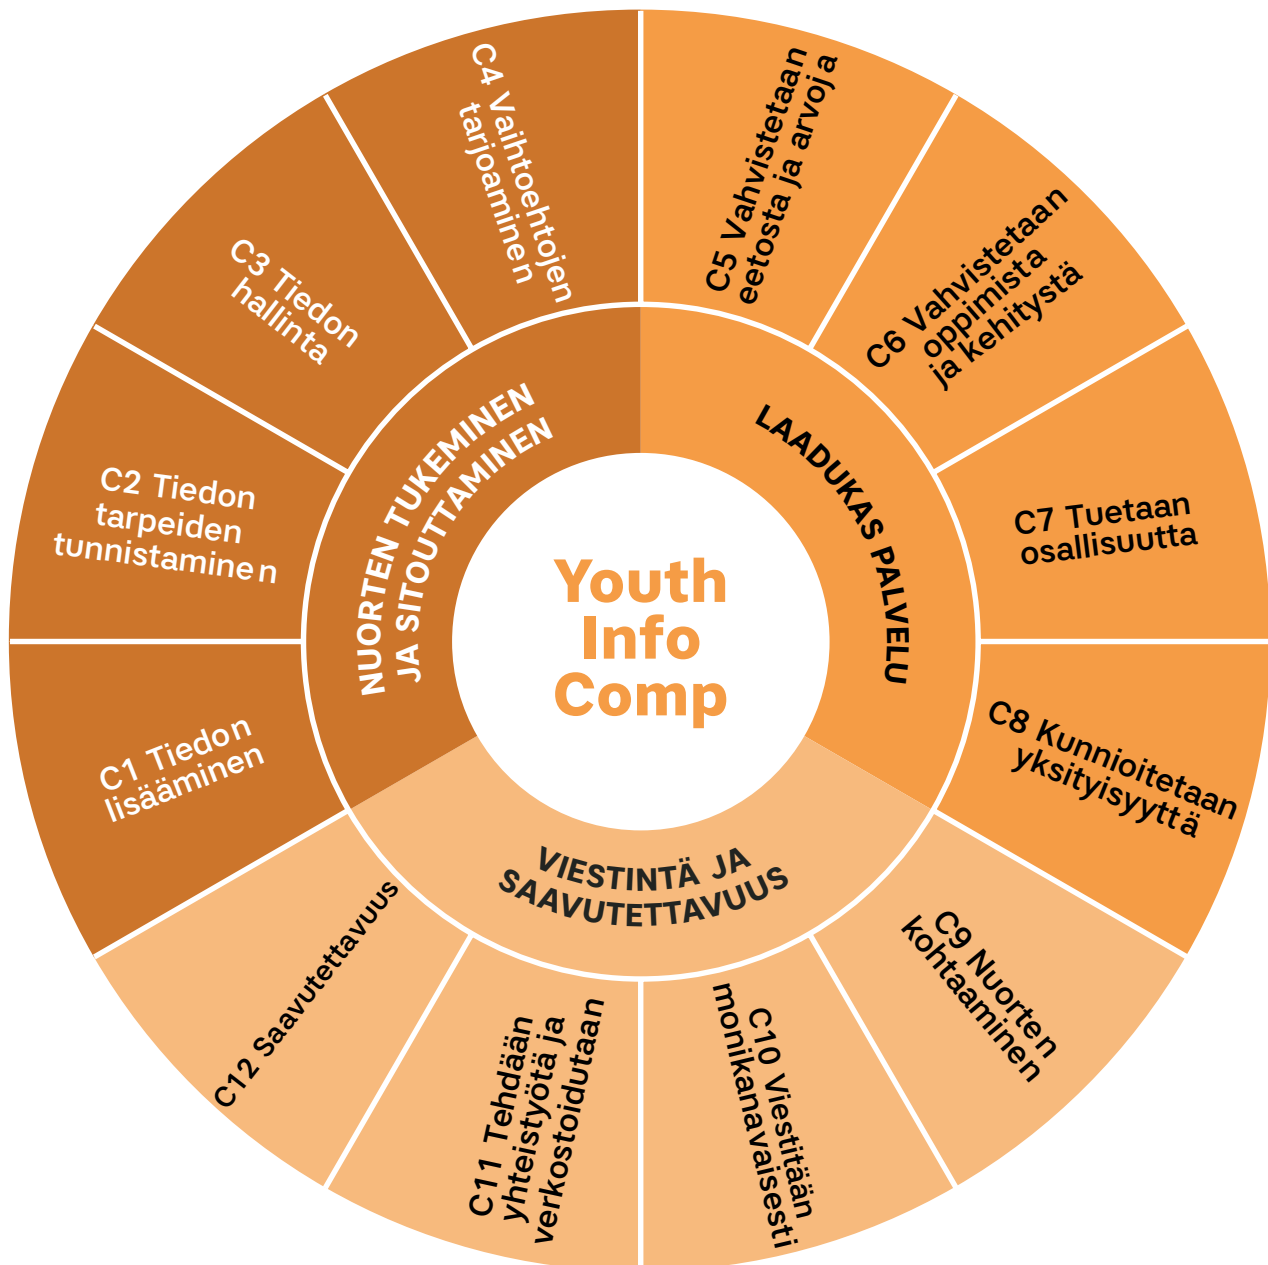 Youth
Info
Comp
NUORTEN TUKEMINEN
JA SITOUTTAMINEN
LAADUKAS PALVELU
VIESTINTÄ JA
SAAVUTETTAVUUS
C1 Tiedon
lisääminen
C2 Tiedon
tarpeiden
tunnistaminen
C3 Tiedon
hallinta
C4 Vaihtoehtojen
tarjoaminen
C5 Vahvistetaan
eetosta ja arvoja
C6 Vahvistetaan
oppimista
ja kehitystä
C7 Tuetaan
osallisuutta
C8 Kunnioitetaan
yksityisyyttä
C9 Nuorten
kohtaaminen
C10 Viestitään
monikanavaisesti
C11 Tehdään
yhteistyötä ja
verkostoidutaan
C12 Saavutettavuus